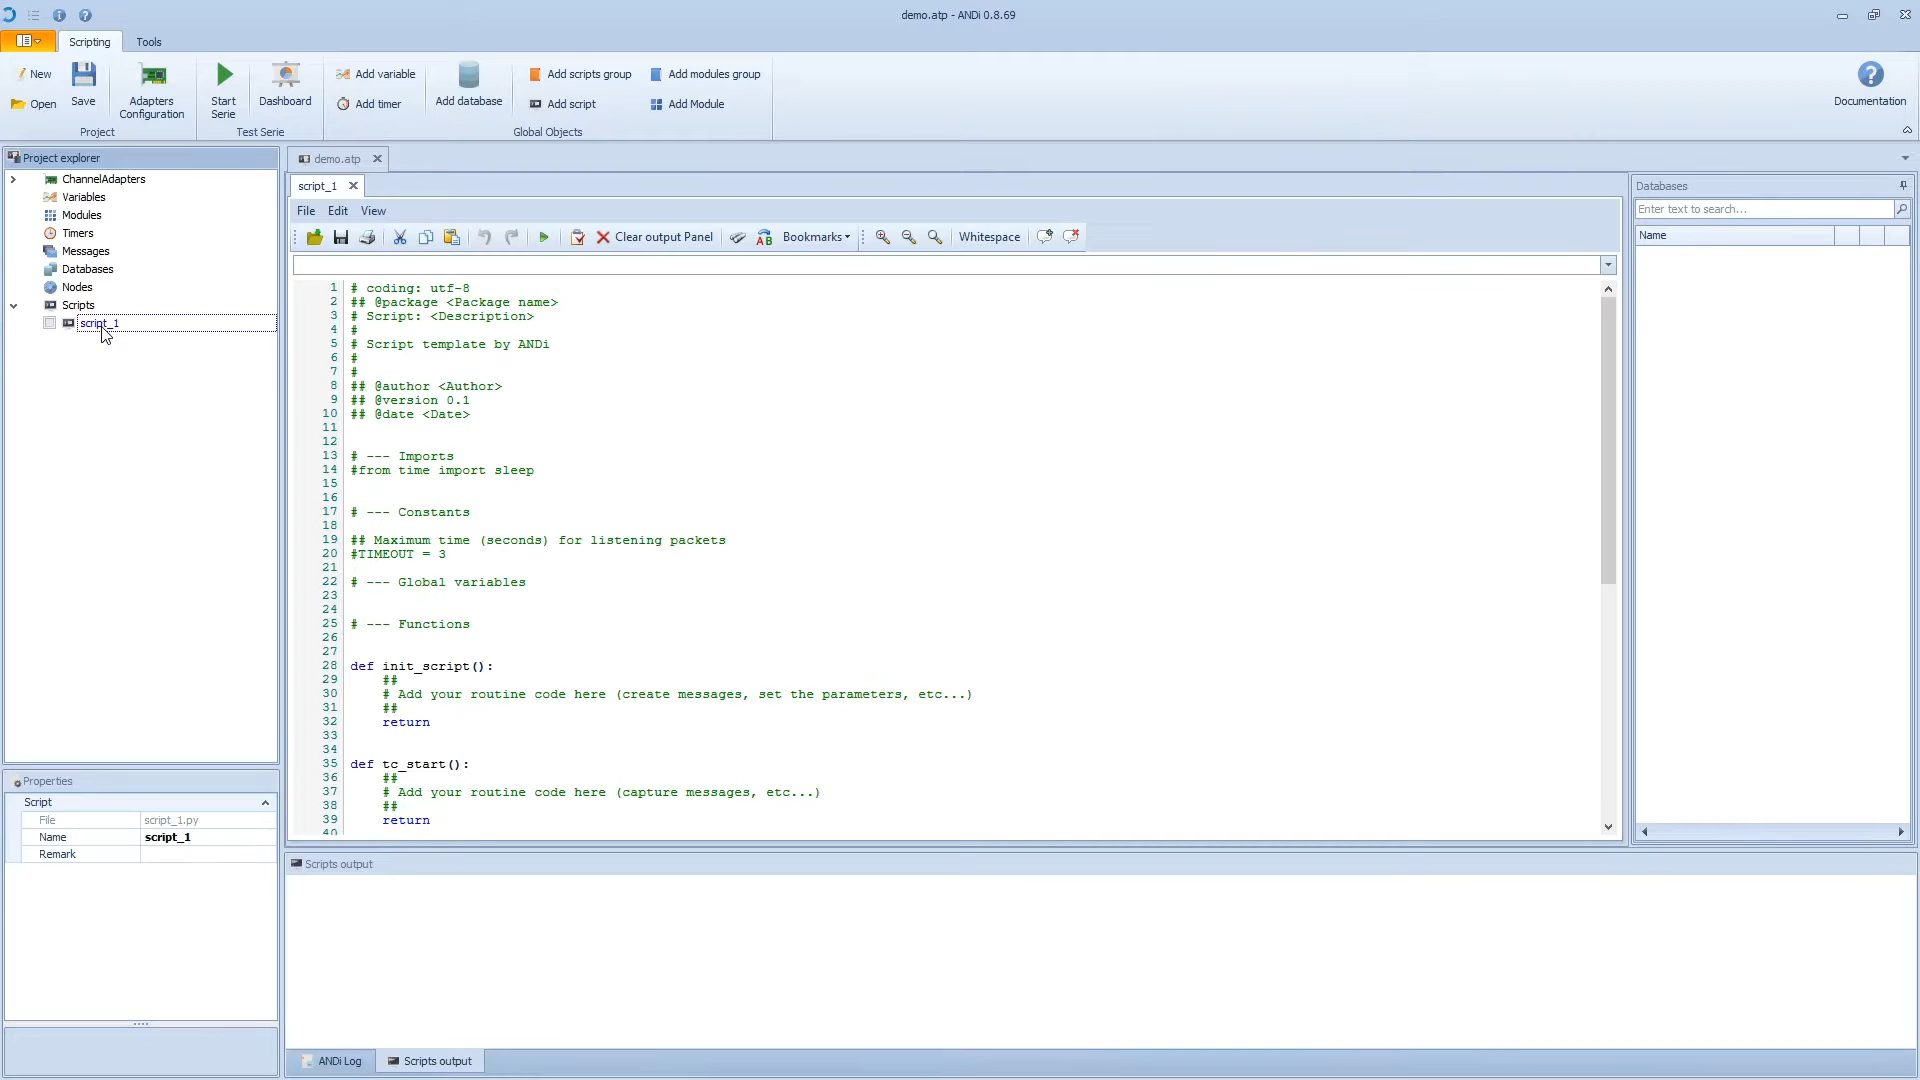 demo.atp - ANDi 0.8.69
Scripting
Tools
New
Open
Save
Adapters Configuration
Project
Start Serie
Dashboard
Test Serie
Add variable
Add timer
Add database
Add scripts group
Add script
Add modules group
Add Module
Global Objects
Documentation
Project explorer
ChannelAdapters
Variables
Modules
Timers
Messages
Databases
Nodes
Scripts
script_1
Properties
Script
File script_1.py
Name script_1
Remark
demo.atp
script_1
File Edit View
Clear output Panel
Bookmarks
Whitespace
1 # coding: utf-8
2 ## @package <Package name>
3 # Script: <Description>
4 #
5 # Script template by ANDi
6 #
7 #
8 ## @author <Author>
9 ## @version 0.1
10 ## @date <Date>
11
12
13 # --- Imports
14 #from time import sleep
15
16
17 # --- Constants
18
19 ## Maximum time (seconds) for listening packets
20 #TIMEOUT = 3
21
22 # --- Global variables
23
24
25 # --- Functions
26
27
28 def init_script():
29 ##
30 # Add your routine code here (create messages, set the parameters, etc...)
31 ##
32 return
33
34
35 def tc_start():
36 ##
37 # Add your routine code here (capture messages, etc...)
38 ##
39 return
40
Databases
Enter text to search...
Name
Scripts output
ANDi Log
Scripts output